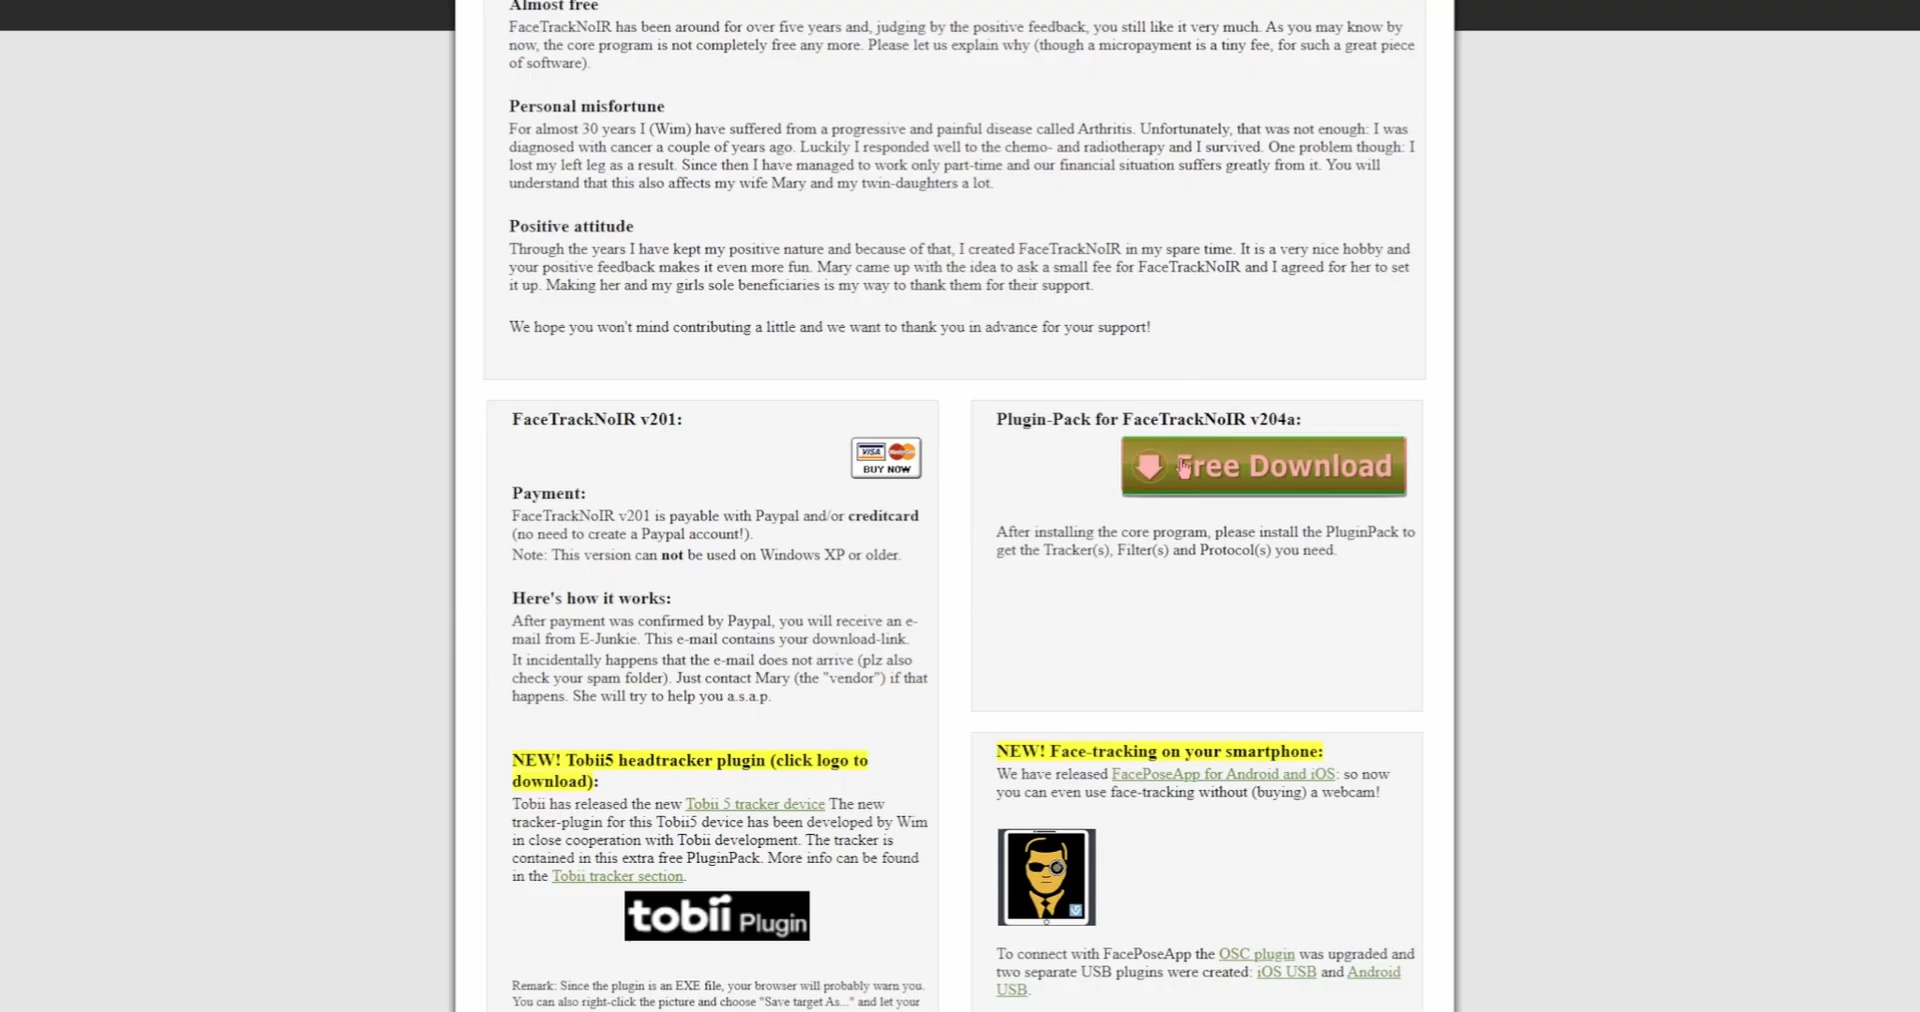 Almost free
FaceTrackNoIR has been around for over five years and, judging by the positive feedback, you still like it very much. As you may know by
now, the core program is not completely free any more. Please let us explain why (though a micropayment is a tiny fee, for such a great piece
of software).
Personal misfortune
For almost 30 years I (Wim) have suffered from a progressive and painful disease called Arthritis. Unfortunately, that was not enough: I was
diagnosed with cancer a couple of years ago. Luckily I responded well to the chemo- and radiotherapy and I survived. One problem though: I
lost my left leg as a result. Since then I have managed to work only part-time and our financial situation suffers greatly from it. You will
understand that this also affects my wife Mary and my twin-daughters a lot.
Positive attitude
Through the years I have kept my positive nature and because of that, I created FaceTrackNoIR in my spare time. It is a very nice hobby and
your positive feedback makes it even more fun. Mary came up with the idea to ask a small fee for FaceTrackNoIR and I agreed for her to set
it up. Making her and my girls sole beneficiaries is my way to thank them for their support.
We hope you won't mind contributing a little and we want to thank you in advance for your support!
FaceTrackNoIR v201:
VISA MasterCard
BUY NOW
Payment:
FaceTrackNoIR v201 is payable with Paypal and/or creditcard
(no need to create a Paypal account!).
Note: This version can not be used on Windows XP or older.
Here's how it works:
After payment was confirmed by Paypal, you will receive an e-
mail from E-Junkie. This e-mail contains your download-link.
It incidentally happens that the e-mail does not arrive (plz also
check your spam folder). Just contact Mary (the "vendor") if that
happens. She will try to help you a.s.a.p.
NEW! Tobii5 headtracker plugin (click logo to
download):
Tobii has released the new Tobii 5 tracker device The new
tracker-plugin for this Tobii5 device has been developed by Wim
in close cooperation with Tobii development. The tracker is
contained in this extra free PluginPack. More info can be found
in the Tobii tracker section.
tobii Plugin
Remark: Since the plugin is an EXE file, your browser will probably warn you.
You can also right-click the picture and choose "Save target As..." and let your
Plugin-Pack for FaceTrackNoIR v204a:
Free Download
After installing the core program, please install the PluginPack to
get the Tracker(s), Filter(s) and Protocol(s) you need.
NEW! Face-tracking on your smartphone:
We have released FacePoseApp for Android and iOS: so now
you can even use face-tracking without (buying) a webcam!
To connect with FacePoseApp the OSC plugin was upgraded and
two separate USB plugins were created: iOS USB and Android
USB.